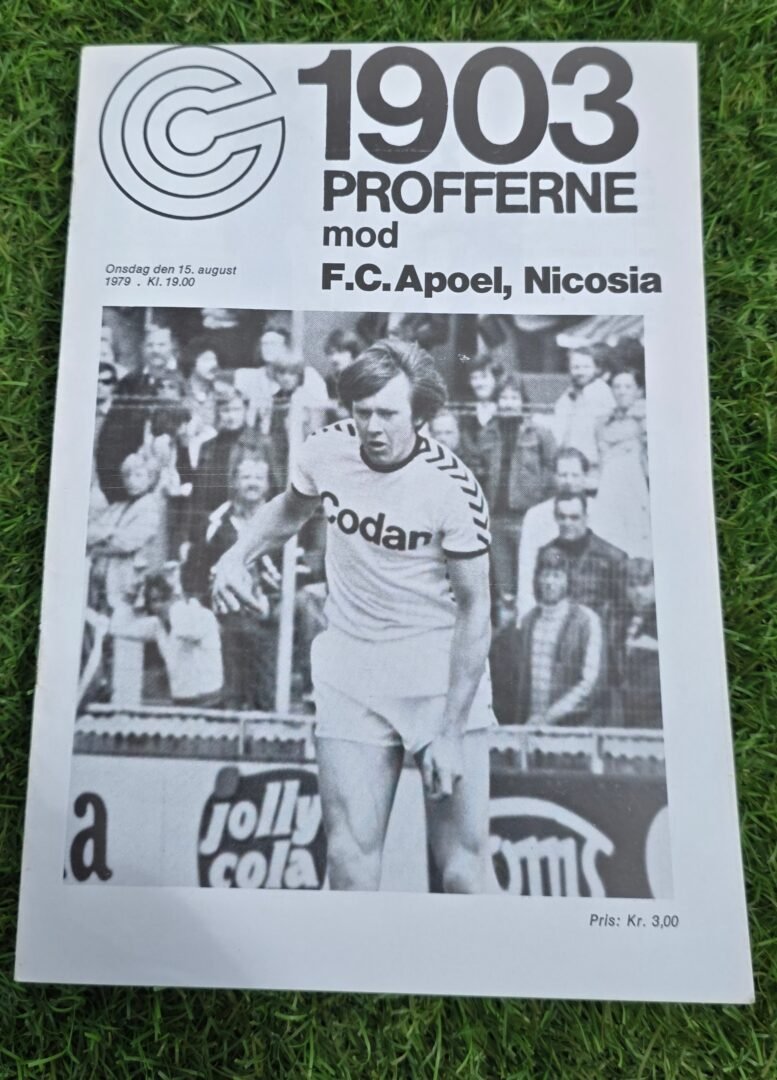 1903
PROFFERNE
mod
F.C. Apoel, Nicosia
Onsdag den 15. august
1979 . Kl. 19.00
Codan
jolly
cola
Pris: Kr. 3,00